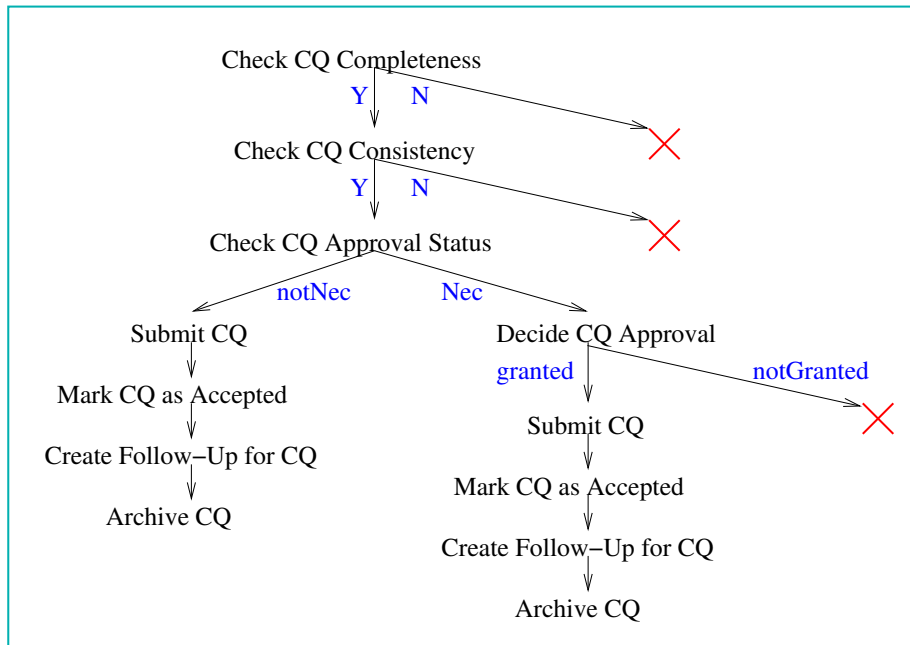 Check CQ Completeness
Y N
Check CQ Consistency
Y N
Check CQ Approval Status
notNec Nec
Submit CQ
Decide CQ Approval
granted notGranted
Mark CQ as Accepted
Submit CQ
Create Follow−Up for CQ
Mark CQ as Accepted
Archive CQ
Create Follow−Up for CQ
Archive CQ